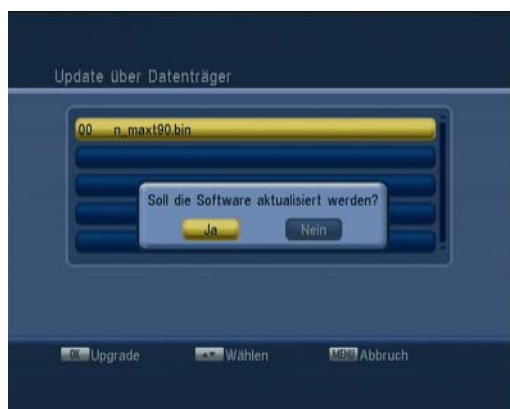 Update über Datenträger
00 n_maxt90.bin
Soll die Software aktualisiert werden?
Ja Nein
OK Upgrade ▲▼ Wählen MENU Abbruch